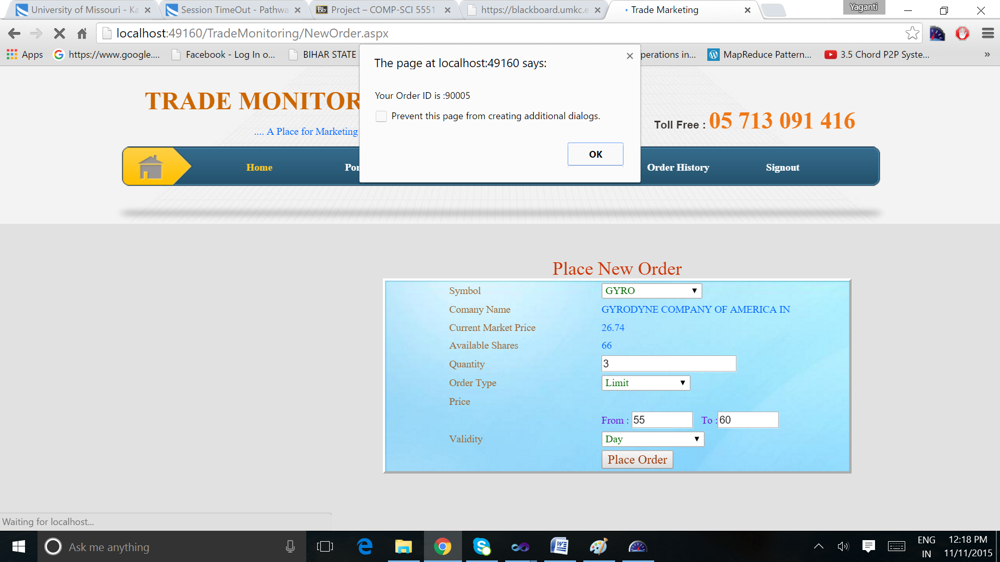 University of Missouri - Ka
Session TimeOut - Pathwa
Bb Project – COMP-SCI 5551
https://blackboard.umkc.e
Trade Marketing
Yaganti
localhost:49160/TradeMonitoring/NewOrder.aspx
Apps
https://www.google....
Facebook - Log In o...
BIHAR STATE
perations in...
MapReduce Pattern...
3.5 Chord P2P Syste...
»
The page at localhost:49160 says:
Your Order ID is :90005
Prevent this page from creating additional dialogs.
OK
TRADE MONITOR
.... A Place for Marketing
Toll Free : 05 713 091 416
Home
Por
Order History
Signout
Place New Order
Symbol GYRO
Comany Name GYRODYNE COMPANY OF AMERICA IN
Current Market Price 26.74
Available Shares 66
Quantity 3
Order Type Limit
Price
From : 55 To : 60
Validity Day
Place Order
Waiting for localhost...
Ask me anything
ENG
IN
12:18 PM
11/11/2015